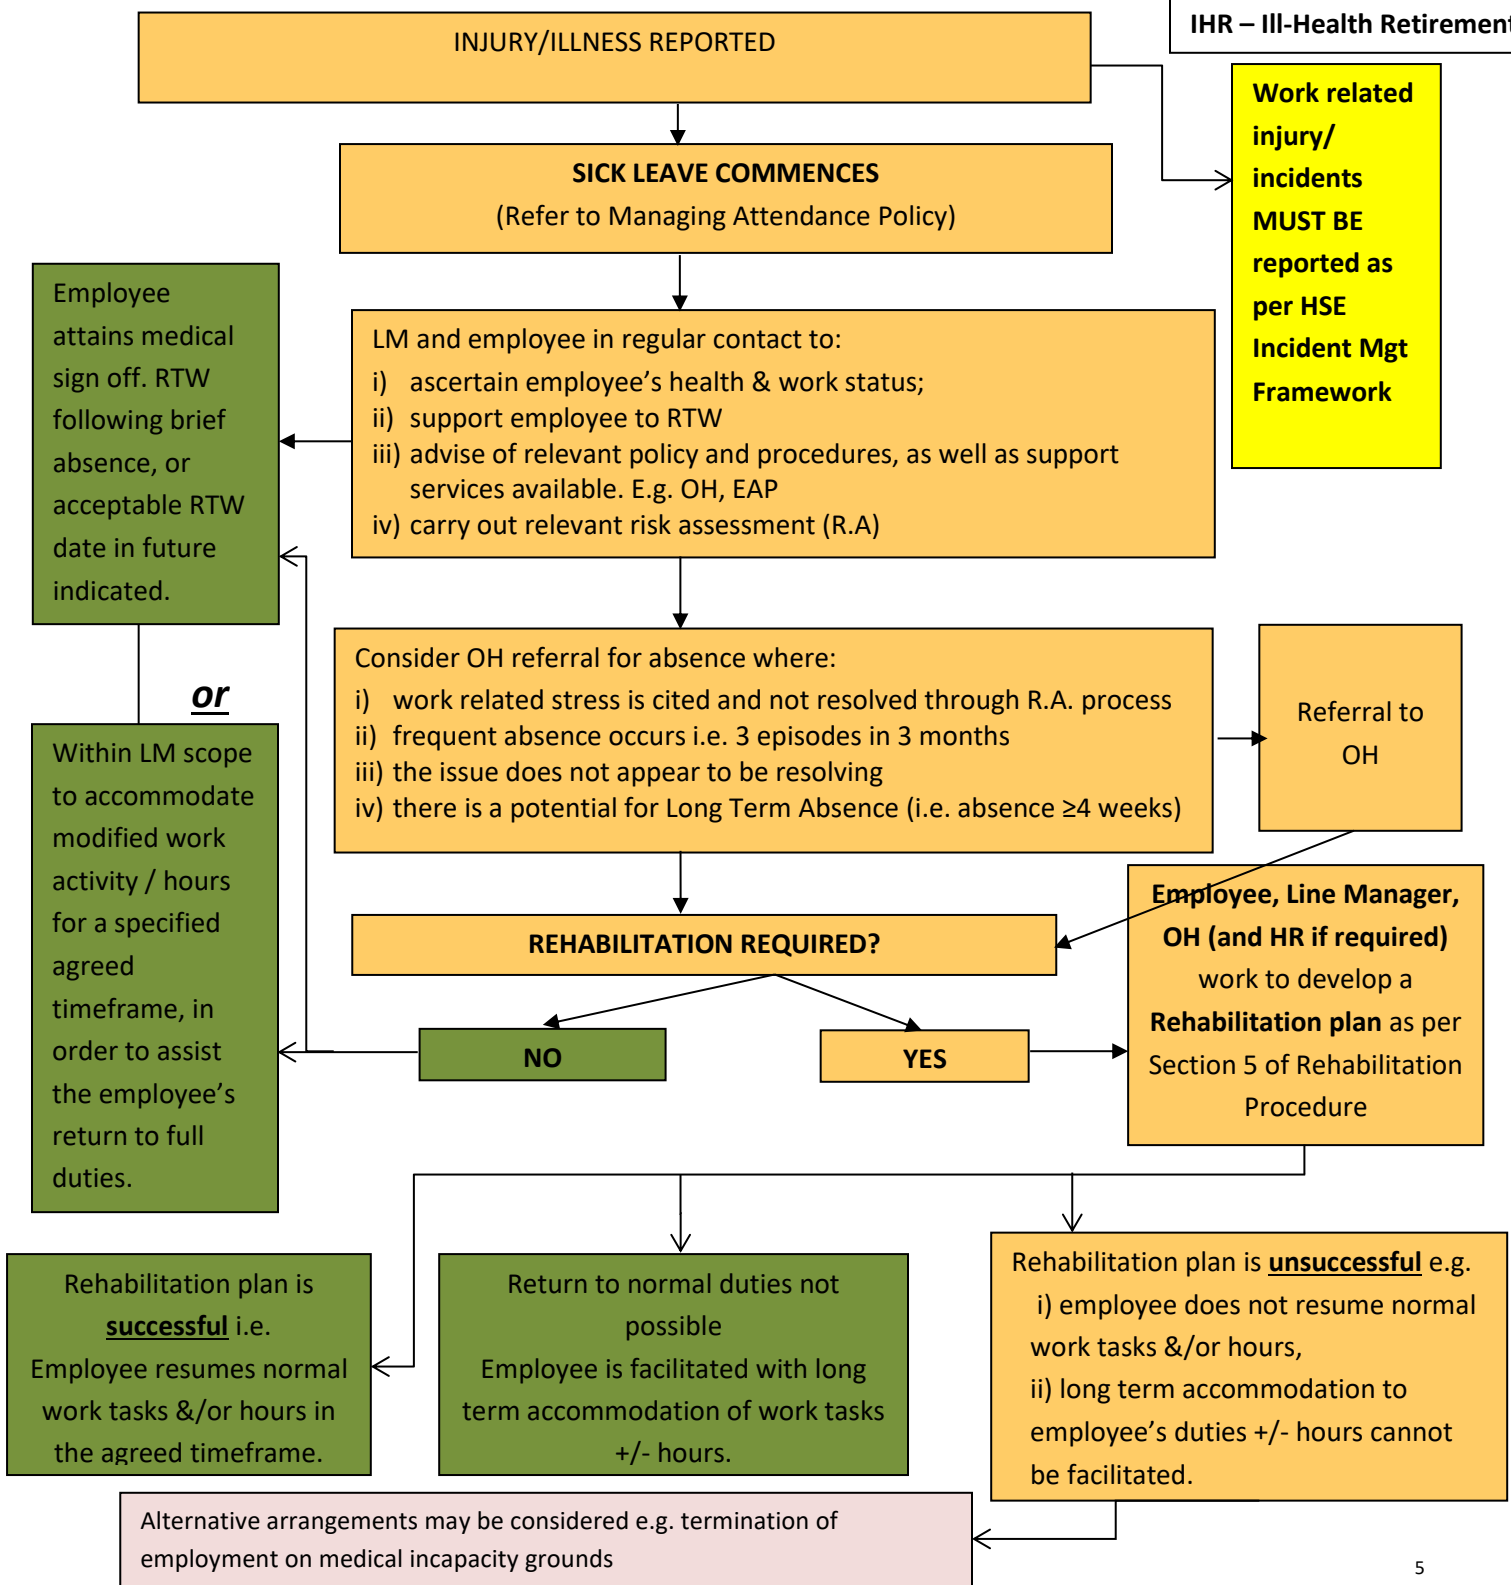 IHR – Ill-Health Retirement
INJURY/ILLNESS REPORTED
Work related
injury/
incidents
MUST BE
reported as
per HSE
Incident Mgt
Framework
SICK LEAVE COMMENCES
(Refer to Managing Attendance Policy)
Employee
attains medical
sign off. RTW
following brief
absence, or
acceptable RTW
date in future
indicated.
LM and employee in regular contact to:
i) ascertain employee's health & work status;
ii) support employee to RTW
iii) advise of relevant policy and procedures, as well as support
services available. E.g. OH, EAP
iv) carry out relevant risk assessment (R.A)
or
Within LM scope
to accommodate
modified work
activity / hours
for a specified
agreed
timeframe, in
order to assist
the employee's
return to full
duties.
Consider OH referral for absence where:
i) work related stress is cited and not resolved through R.A. process
ii) frequent absence occurs i.e. 3 episodes in 3 months
iii) the issue does not appear to be resolving
iv) there is a potential for Long Term Absence (i.e. absence ≥4 weeks)
Referral to
OH
REHABILITATION REQUIRED?
NO
YES
Employee, Line Manager,
OH (and HR if required)
work to develop a
Rehabilitation plan as per
Section 5 of Rehabilitation
Procedure
Rehabilitation plan is
successful i.e.
Employee resumes normal
work tasks &/or hours in
the agreed timeframe.
Return to normal duties not
possible
Employee is facilitated with long
term accommodation of work tasks
+/- hours.
Rehabilitation plan is unsuccessful e.g.
i) employee does not resume normal
work tasks &/or hours,
ii) long term accommodation to
employee's duties +/- hours cannot
be facilitated.
Alternative arrangements may be considered e.g. termination of
employment on medical incapacity grounds
5